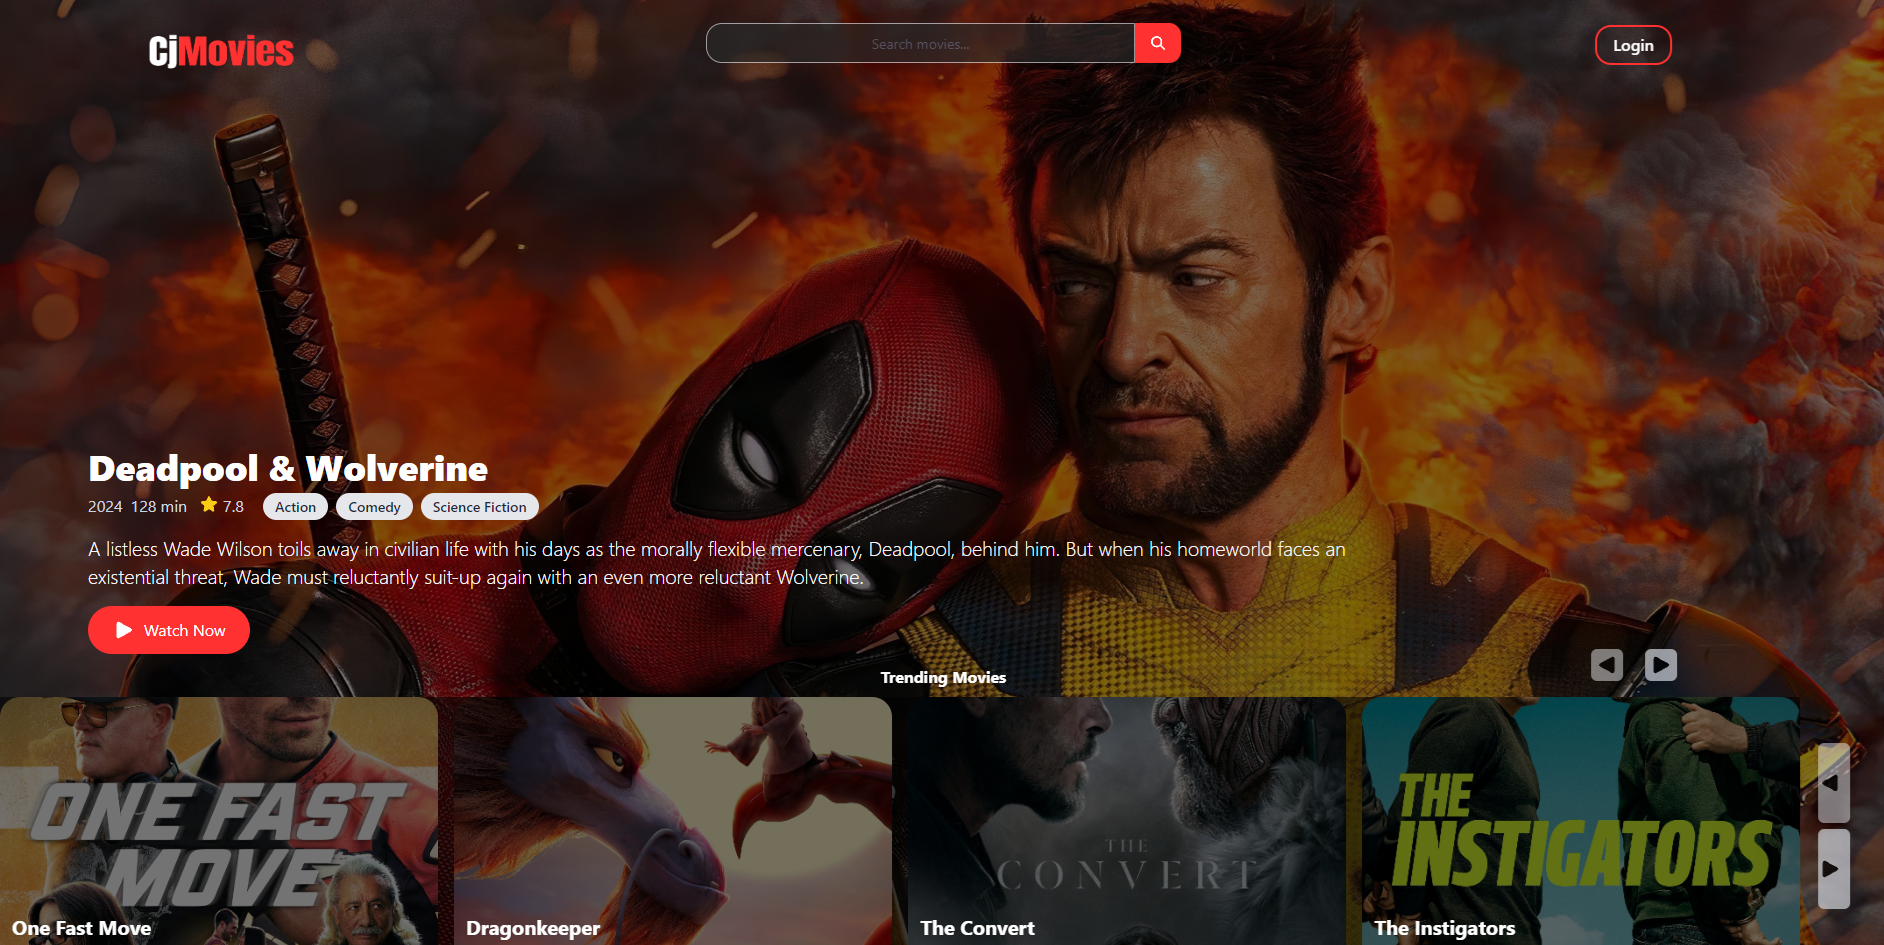 CjMovies
Search movies...
Login
Deadpool & Wolverine
2024 128 min 7.8 Action Comedy Science Fiction
A listless Wade Wilson toils away in civilian life with his days as the morally flexible mercenary, Deadpool, behind him. But when his homeworld faces an
existential threat, Wade must reluctantly suit-up again with an even more reluctant Wolverine.
Watch Now
Trending Movies
ONE FAST
MOVE
One Fast Move
Dragonkeeper
THE
CONVERT
The Convert
THE
INSTIGATORS
The Instigators